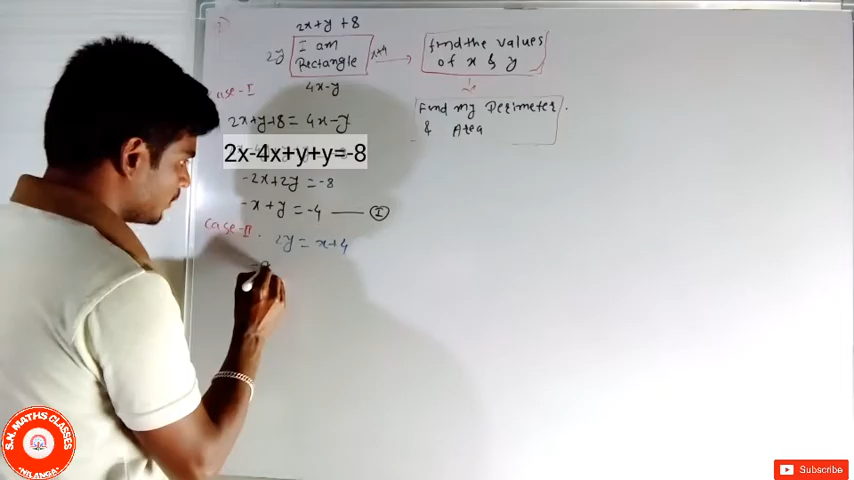 2)
2x+y+8
2y
I am
Rectangle
x+4
4x-y
find the values
of x & y
Find my Perimeter.
& Area
Case-I
2x+y+8 = 4x-y
2x-4x+y+y=-8
-2x+2y = -8
-x+y = -4 —— I
Case-II.
2y = x+4
S.N. MATHS CLASSES
NILANGA
Subscribe